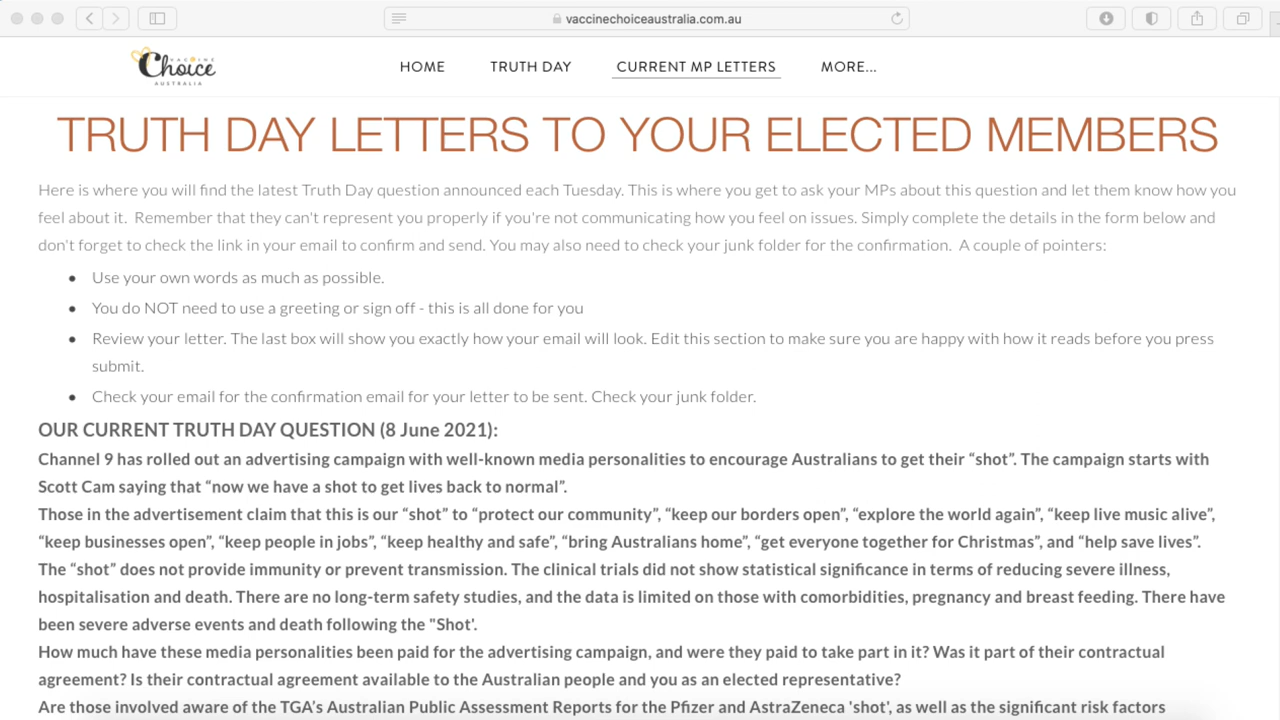 vaccinechoiceaustralia.com.au
VACCINE
Choice
AUSTRALIA
HOME
TRUTH DAY
CURRENT MP LETTERS
MORE...
TRUTH DAY LETTERS TO YOUR ELECTED MEMBERS
Here is where you will find the latest Truth Day question announced each Tuesday. This is where you get to ask your MPs about this question and let them know how you
feel about it. Remember that they can't represent you properly if you're not communicating how you feel on issues. Simply complete the details in the form below and
don't forget to check the link in your email to confirm and send. You may also need to check your junk folder for the confirmation. A couple of pointers:
• Use your own words as much as possible.
• You do NOT need to use a greeting or sign off - this is all done for you
• Review your letter. The last box will show you exactly how your email will look. Edit this section to make sure you are happy with how it reads before you press
submit.
• Check your email for the confirmation email for your letter to be sent. Check your junk folder.
OUR CURRENT TRUTH DAY QUESTION (8 June 2021):
Channel 9 has rolled out an advertising campaign with well-known media personalities to encourage Australians to get their “shot”. The campaign starts with
Scott Cam saying that “now we have a shot to get lives back to normal”.
Those in the advertisement claim that this is our “shot” to “protect our community”, “keep our borders open”, “explore the world again”, “keep live music alive”,
“keep businesses open”, “keep people in jobs”, “keep healthy and safe”, “bring Australians home”, “get everyone together for Christmas”, and “help save lives”.
The “shot” does not provide immunity or prevent transmission. The clinical trials did not show statistical significance in terms of reducing severe illness,
hospitalisation and death. There are no long-term safety studies, and the data is limited on those with comorbidities, pregnancy and breast feeding. There have
been severe adverse events and death following the "Shot'.
How much have these media personalities been paid for the advertising campaign, and were they paid to take part in it? Was it part of their contractual
agreement? Is their contractual agreement available to the Australian people and you as an elected representative?
Are those involved aware of the TGA’s Australian Public Assessment Reports for the Pfizer and AstraZeneca 'shot', as well as the significant risk factors